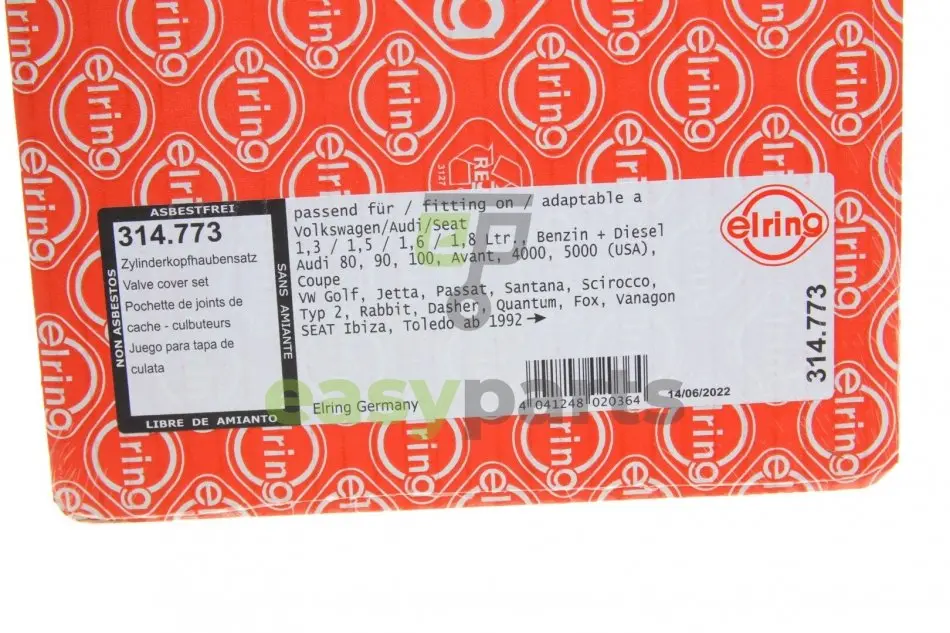 ASBESTFREI
314.773
Zylinderkopfhaubensatz
Valve cover set
Pochette de joints de
cache - culbuteurs
Juego para tapa de
culata
NON ASBESTOS
SANS AMIANTE
LIBRE DE AMIANTO
passend für / fitting on / adaptable a
Volkswagen/Audi/Seat
1,3 / 1,5 / 1,6 / 1,8 Ltr., Benzin + Diesel
Audi 80, 90, 100, Avant, 4000, 5000 (USA),
Coupe
VW Golf, Jetta, Passat, Santana, Scirocco,
Typ 2, Rabbit, Dasher, Quantum, Fox, Vanagon
SEAT Ibiza, Toledo ab 1992 →
Elring Germany
4 041248 020364
14/06/2022
elring
314.773
easyparts